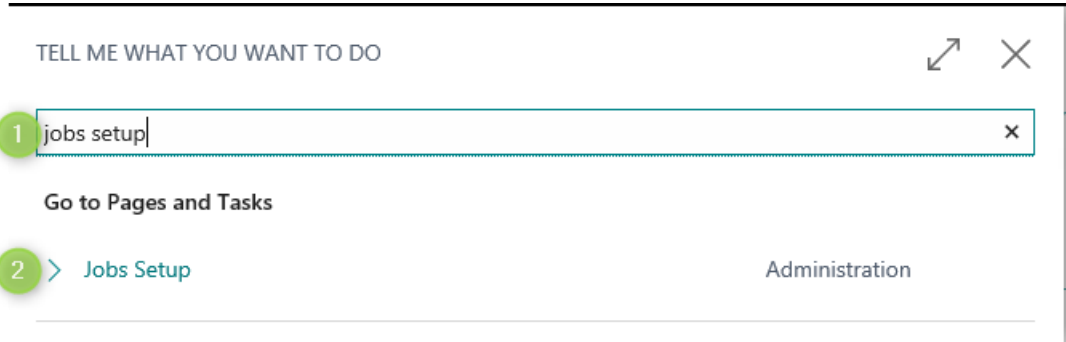 TELL ME WHAT YOU WANT TO DO
1 jobs setup
Go to Pages and Tasks
2 Jobs Setup Administration